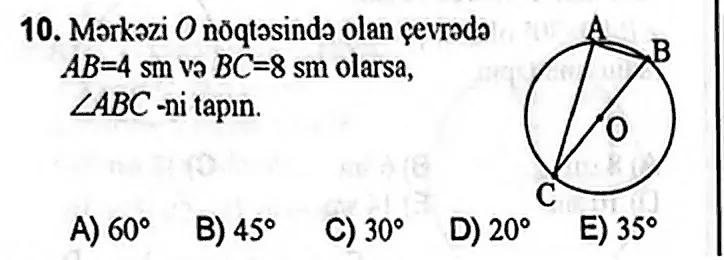 10. Mərkəzi O nöqtəsində olan çevrədə
AB=4 sm və BC=8 sm olarsa,
∠ABC -ni tapın.
A
B
O
C
A) 60° B) 45° C) 30° D) 20° E) 35°